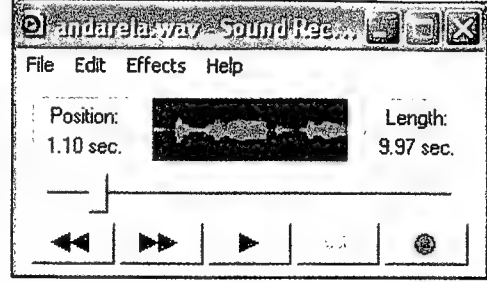 andarela.wav - Sound Rec...
File Edit Effects Help
Position:
1.10 sec.
Length:
9.97 sec.